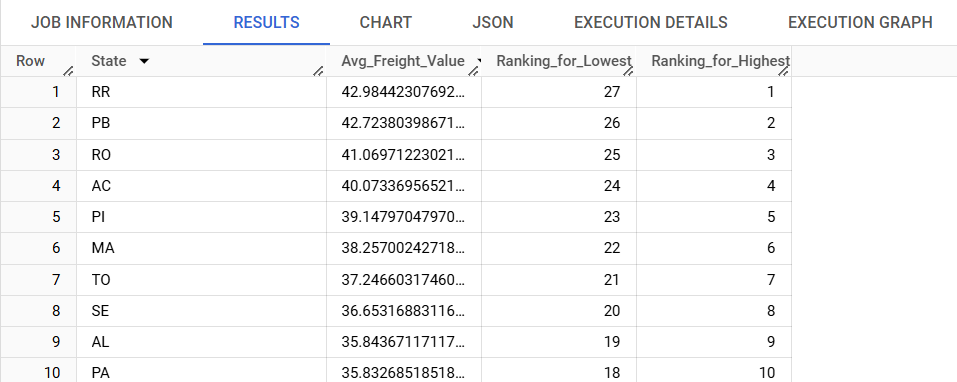 JOB INFORMATION RESULTS CHART JSON EXECUTION DETAILS EXECUTION GRAPH
Row State Avg_Freight_Value Ranking_for_Lowest Ranking_for_Highest
1 RR 42.98442307692... 27 1
2 PB 42.72380398671... 26 2
3 RO 41.06971223021... 25 3
4 AC 40.07336956521... 24 4
5 PI 39.14797047970... 23 5
6 MA 38.25700242718... 22 6
7 TO 37.24660317460... 21 7
8 SE 36.65316883116... 20 8
9 AL 35.84367117117... 19 9
10 PA 35.83268518518... 18 10